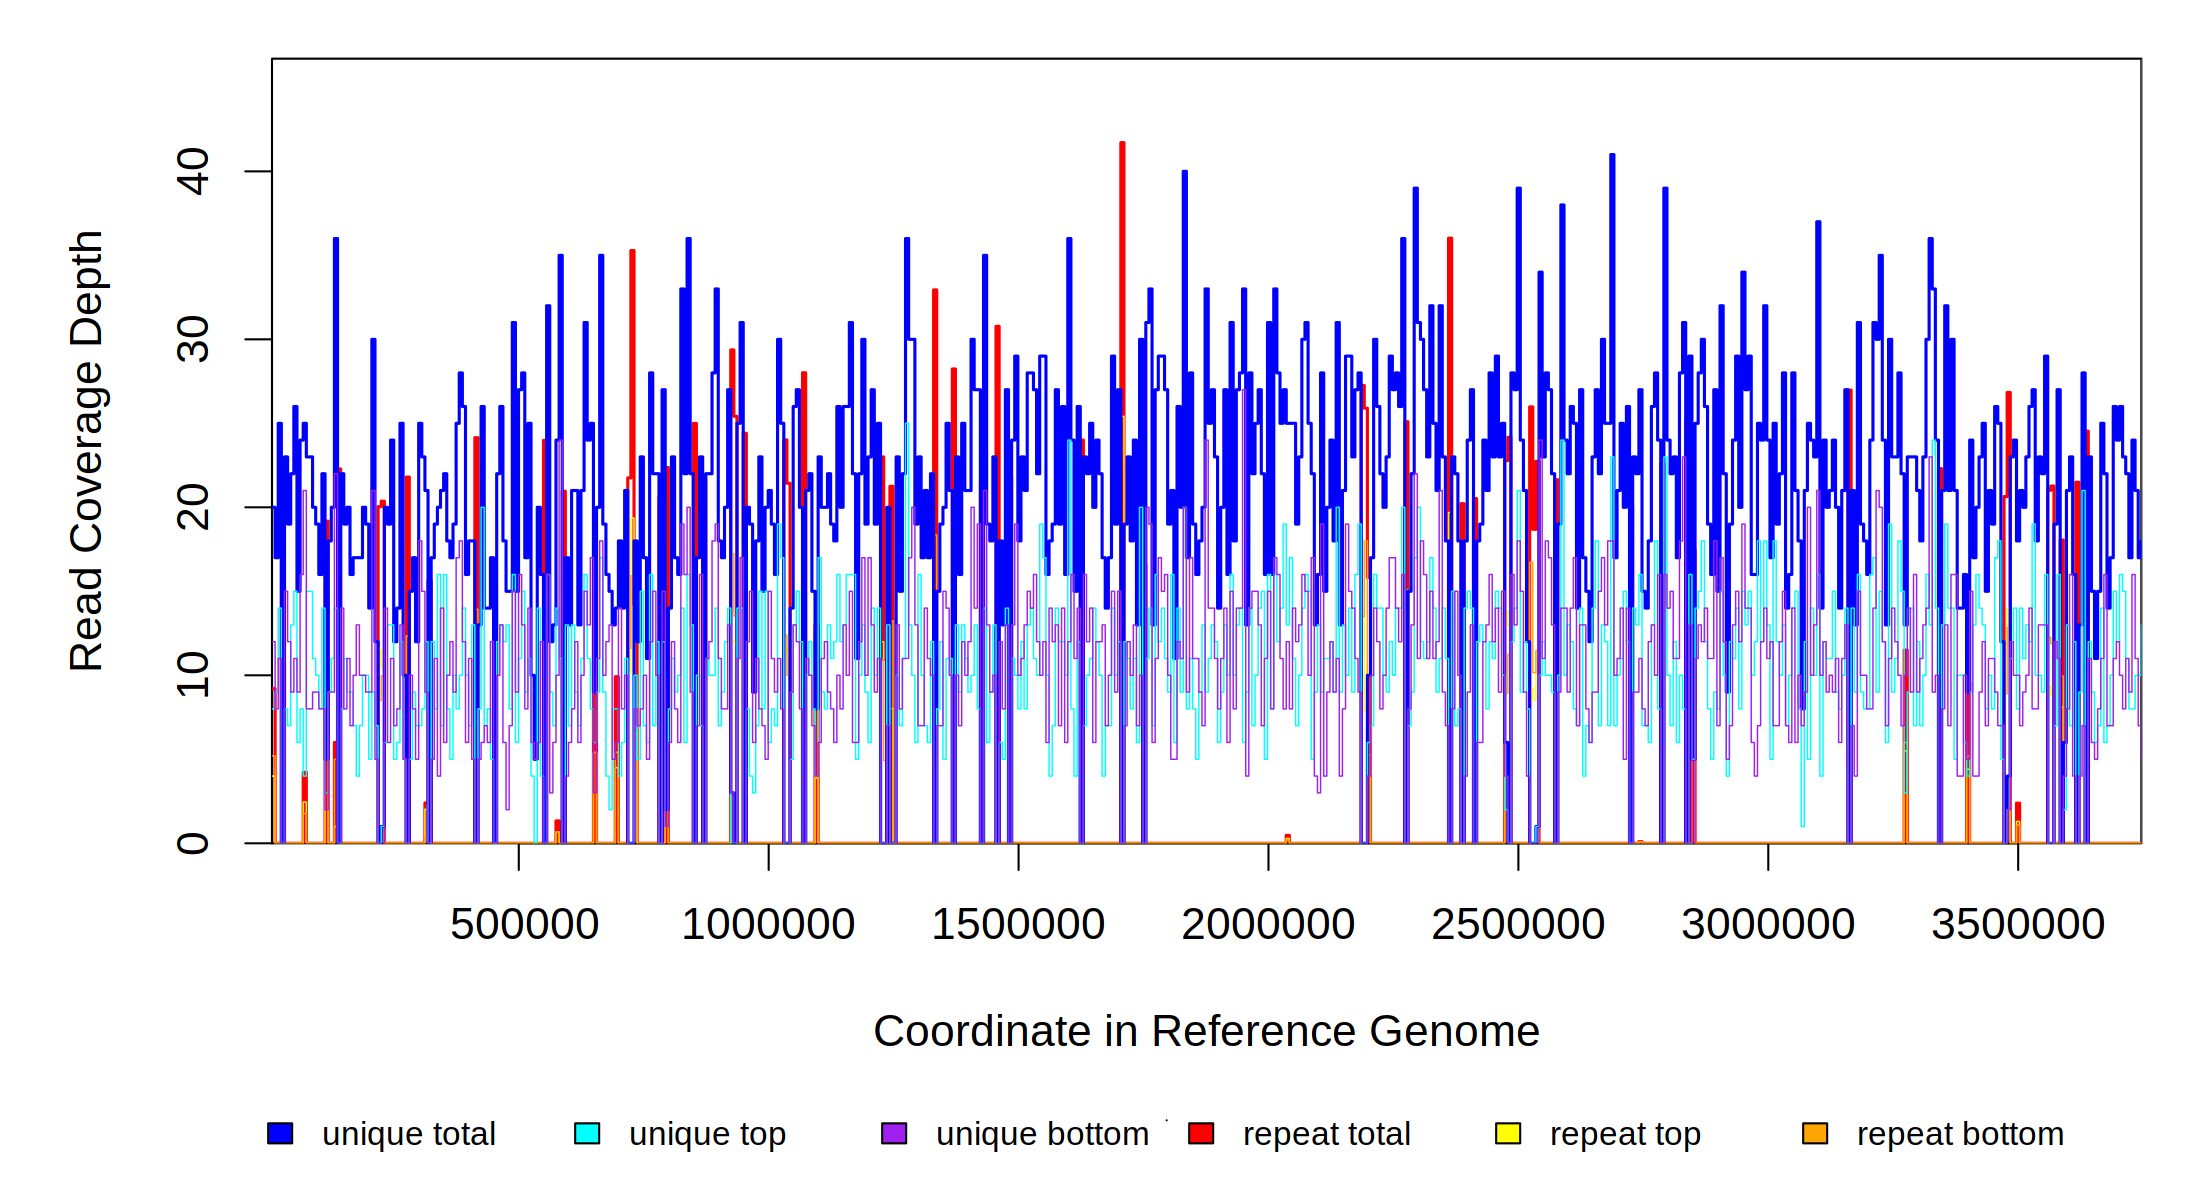 Read Coverage Depth
40
30
20
10
0
500000 1000000 1500000 2000000 2500000 3000000 3500000
Coordinate in Reference Genome
unique total unique top unique bottom repeat total repeat top repeat bottom